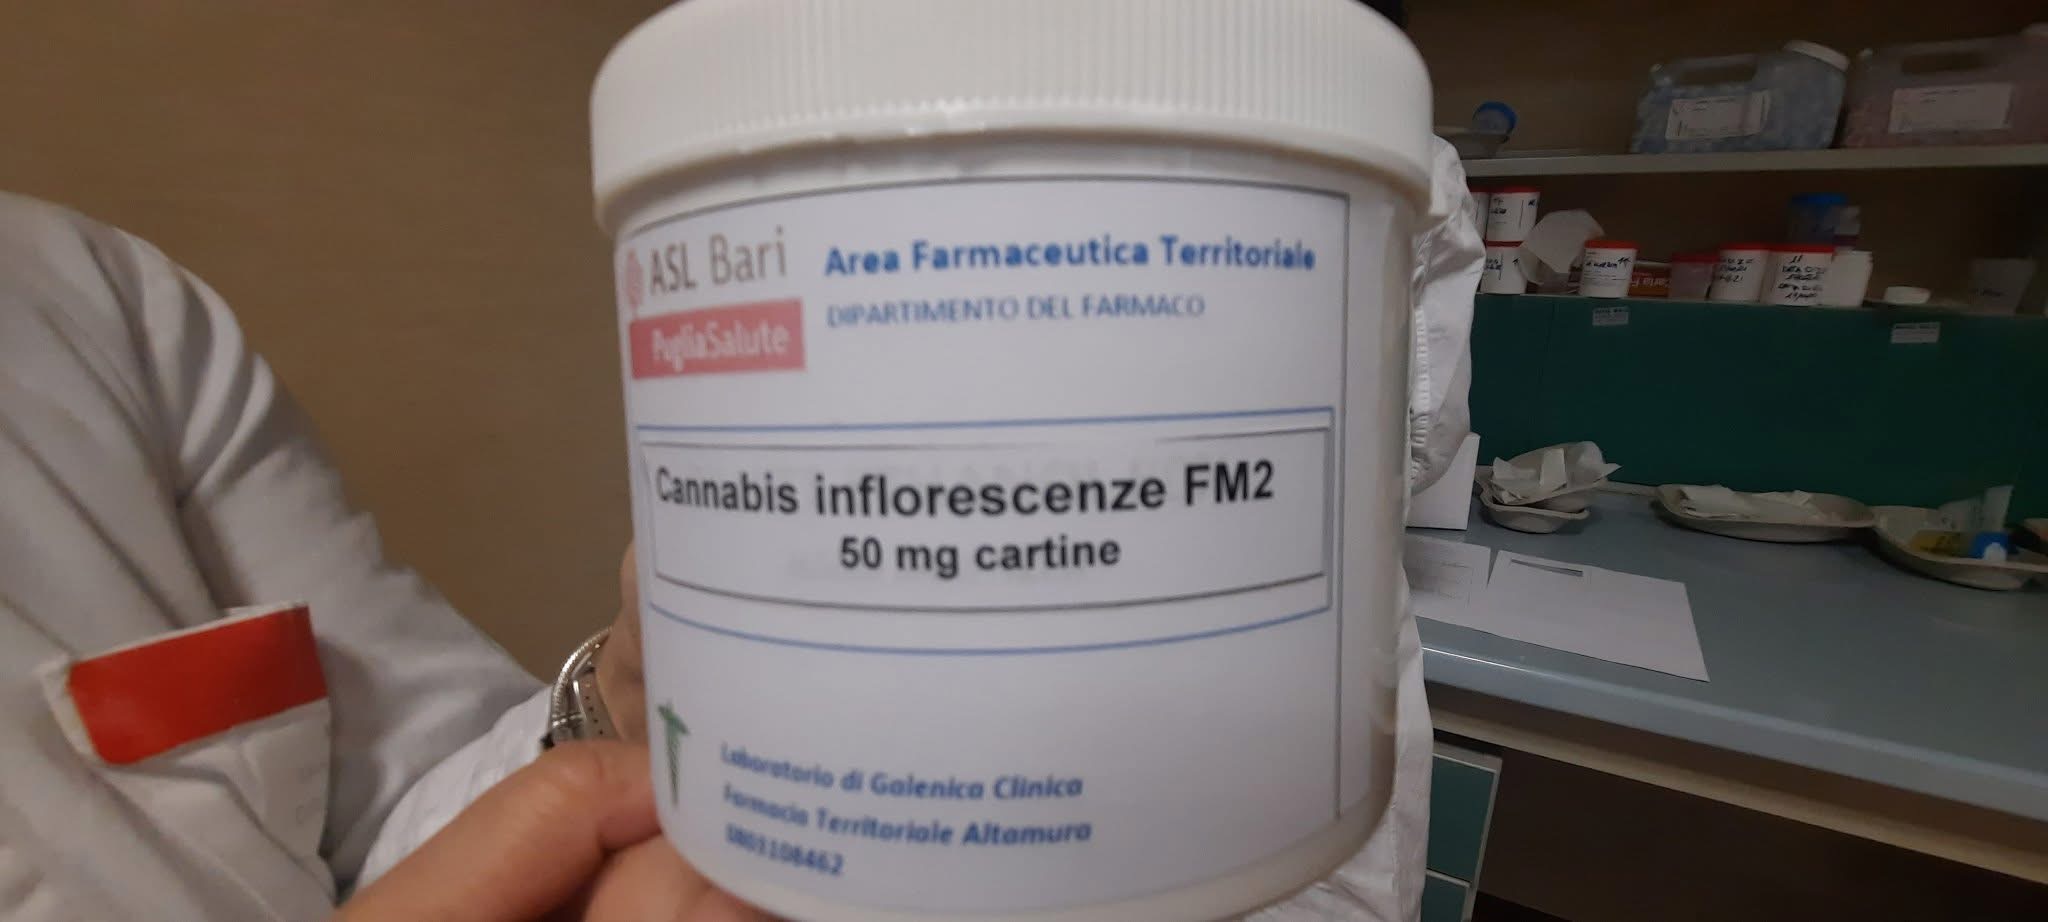 ASL Bari
PugliaSalute
Area Farmaceutica Territoriale
DIPARTIMENTO DEL FARMACO
Cannabis inflorescenze FM2
50 mg cartine
Laboratorio di Galenica Clinica
Farmacia Territoriale Altamura